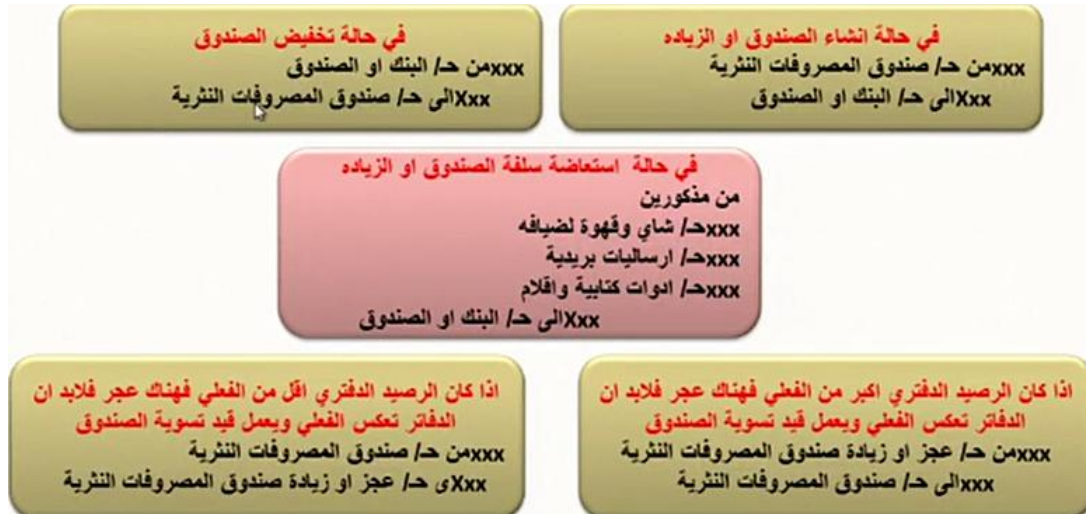 في حالة انشاء الصندوق او الزياده
xxxمن حـ/ صندوق المصروفات النثرية
Xxxالى حـ/ البنك او الصندوق
في حالة تخفيض الصندوق
xxxمن حـ/ البنك او الصندوق
Xxxالى حـ/ صندوق المصروفات النثرية
في حالة استعاضة سلفة الصندوق او الزياده
من مذكورين
xxxحـ/ شاي وقهوة لضيافه
xxxحـ/ ارساليات بريدية
xxxحـ/ ادوات كتابية واقلام
Xxxالى حـ/ البنك او الصندوق
اذا كان الرصيد الدفتري اكبر من الفعلي فهناك عجر فلابد ان
الدفاتر تعكس الفعلي ويعمل قيد تسوية الصندوق
xxxمن حـ/ عجز او زيادة صندوق المصروفات النثرية
xxxالى حـ/ صندوق المصروفات النثرية
اذا كان الرصيد الدفتري اقل من الفعلي فهناك عجر فلابد ان
الدفاتر تعكس الفعلي ويعمل قيد تسوية الصندوق
xxxمن حـ/ صندوق المصروفات النثرية
Xxxى حـ/ عجز او زيادة صندوق المصروفات النثرية